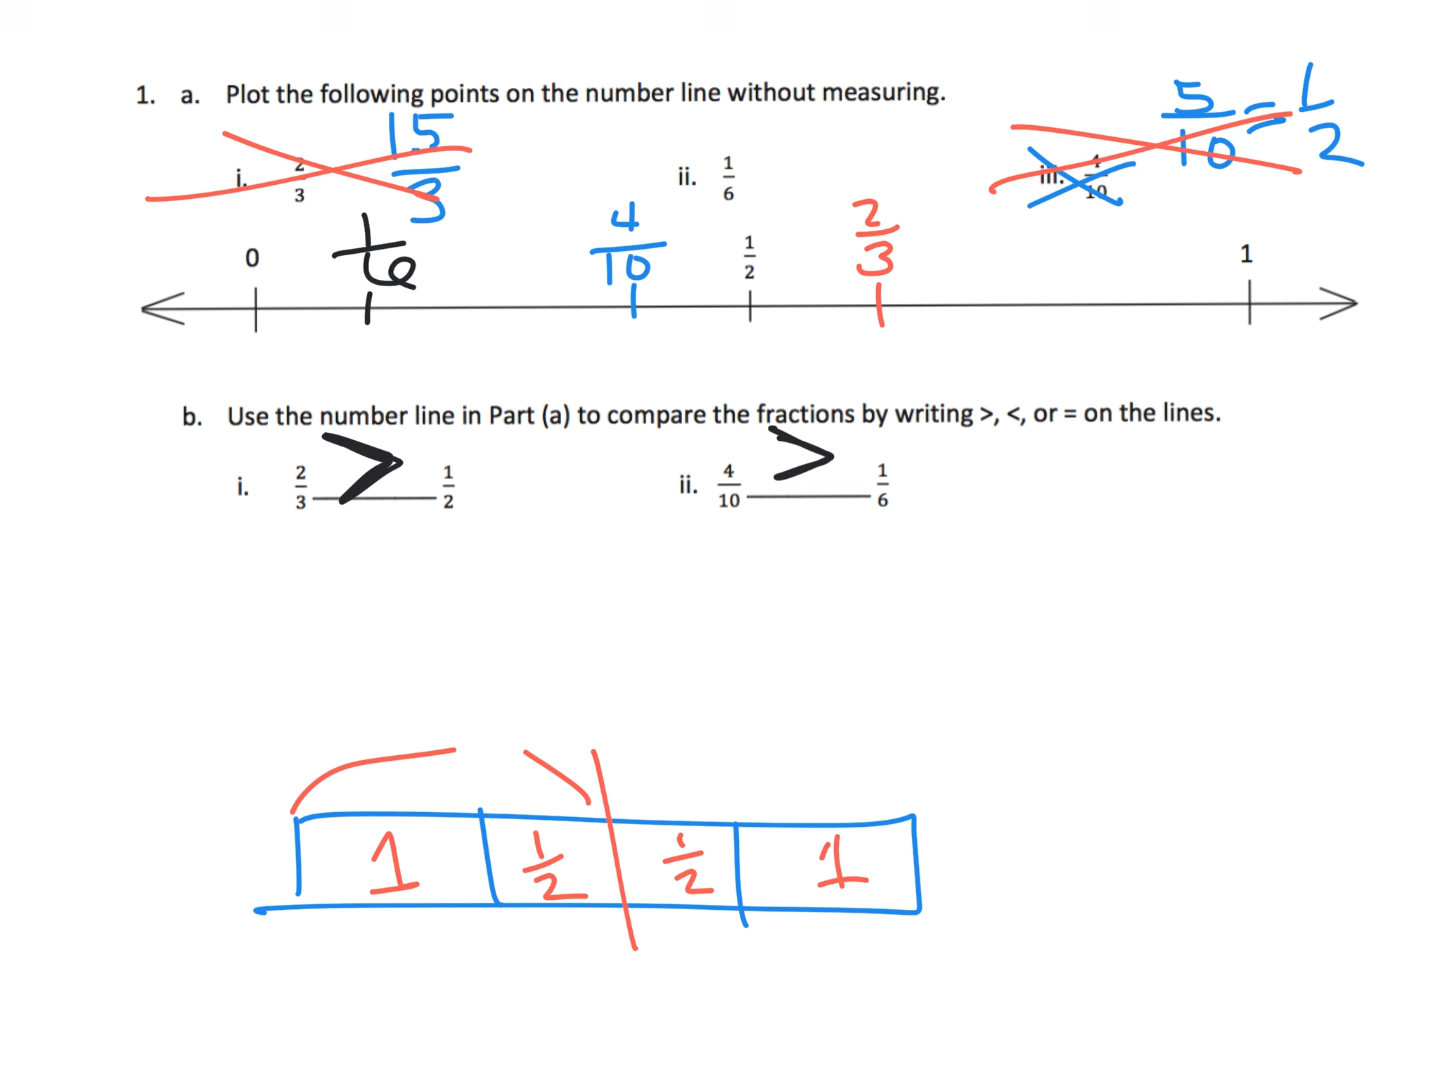 1. a. Plot the following points on the number line without measuring.
i. 2/3 1.5/3 ii. 1/6 iii. 4/10 5/10 = 1/2
0 1/6 4/10 1/2 2/3 1
b. Use the number line in Part (a) to compare the fractions by writing >, <, or = on the lines.
i. 2/3 > 1/2 ii. 4/10 > 1/6
1 1/2 1/2 1